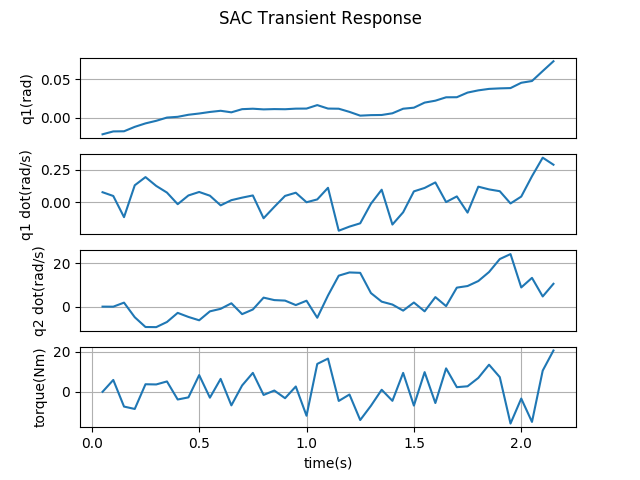 SAC Transient Response
q1(rad)
0.05
0.00
q1 dot(rad/s)
0.25
0.00
q2 dot(rad/s)
20
0
torque(Nm)
20
0
0.0 0.5 1.0 1.5 2.0
time(s)